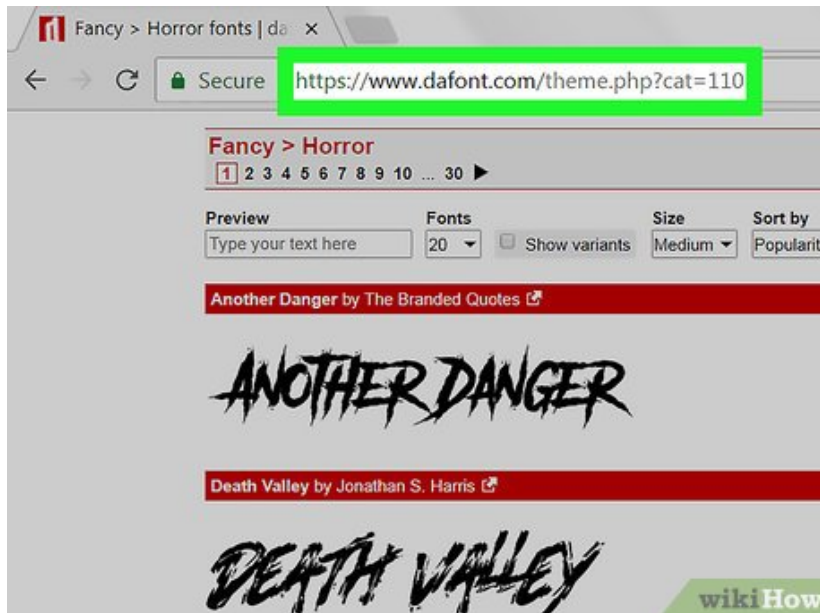 Fancy > Horror fonts | da
Secure
https://www.dafont.com/theme.php?cat=110
Fancy > Horror
1 2 3 4 5 6 7 8 9 10 ... 30
Preview Fonts Size Sort by
Type your text here 20 Show variants Medium Popularit
Another Danger by The Branded Quotes
ANOTHER DANGER
Death Valley by Jonathan S. Harris
DEATH VALLEY
wikiHow